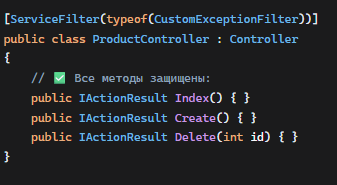 [ServiceFilter(typeof(CustomExceptionFilter))]
public class ProductController : Controller
{
    // ✅ Все методы защищены:
    public IActionResult Index() { }
    public IActionResult Create() { }
    public IActionResult Delete(int id) { }
}